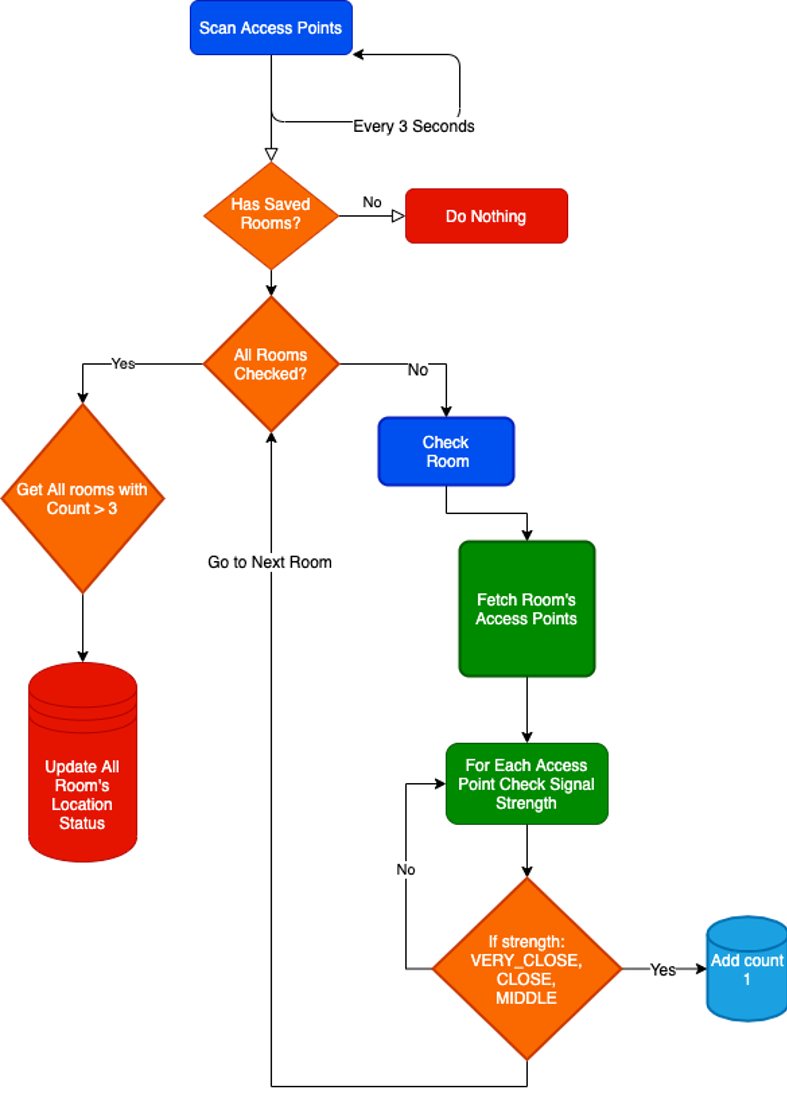 Scan Access Points
Every 3 Seconds
Has Saved
Rooms?
No
Do Nothing
All Rooms
Checked?
Yes
No
Check
Room
Get All rooms with
Count > 3
Go to Next Room
Fetch Room's
Access Points
Update All
Room's
Location
Status
For Each Access
Point Check Signal
Strength
No
If strength:
VERY_CLOSE,
CLOSE,
MIDDLE
Yes
Add count
1